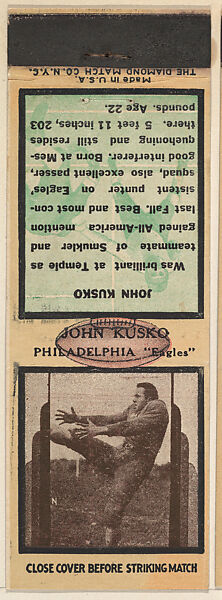 Made in U.S.A.
THE DIAMOND MATCH CO. N.Y.C.
JOHN KUSKO
Was brilliant at Temple as
teammate of Smukler and
gained All-America mention
last Fall. Best and most con-
sistent punter on Eagles'
squad, also excellent passer,
good interferer. Born at Mes-
quehoning and still resides
there. 5 feet 11 inches, 203
pounds. Age 22.
JOHN KUSKO
PHILADELPHIA "Eagles"
CLOSE COVER BEFORE STRIKING MATCH